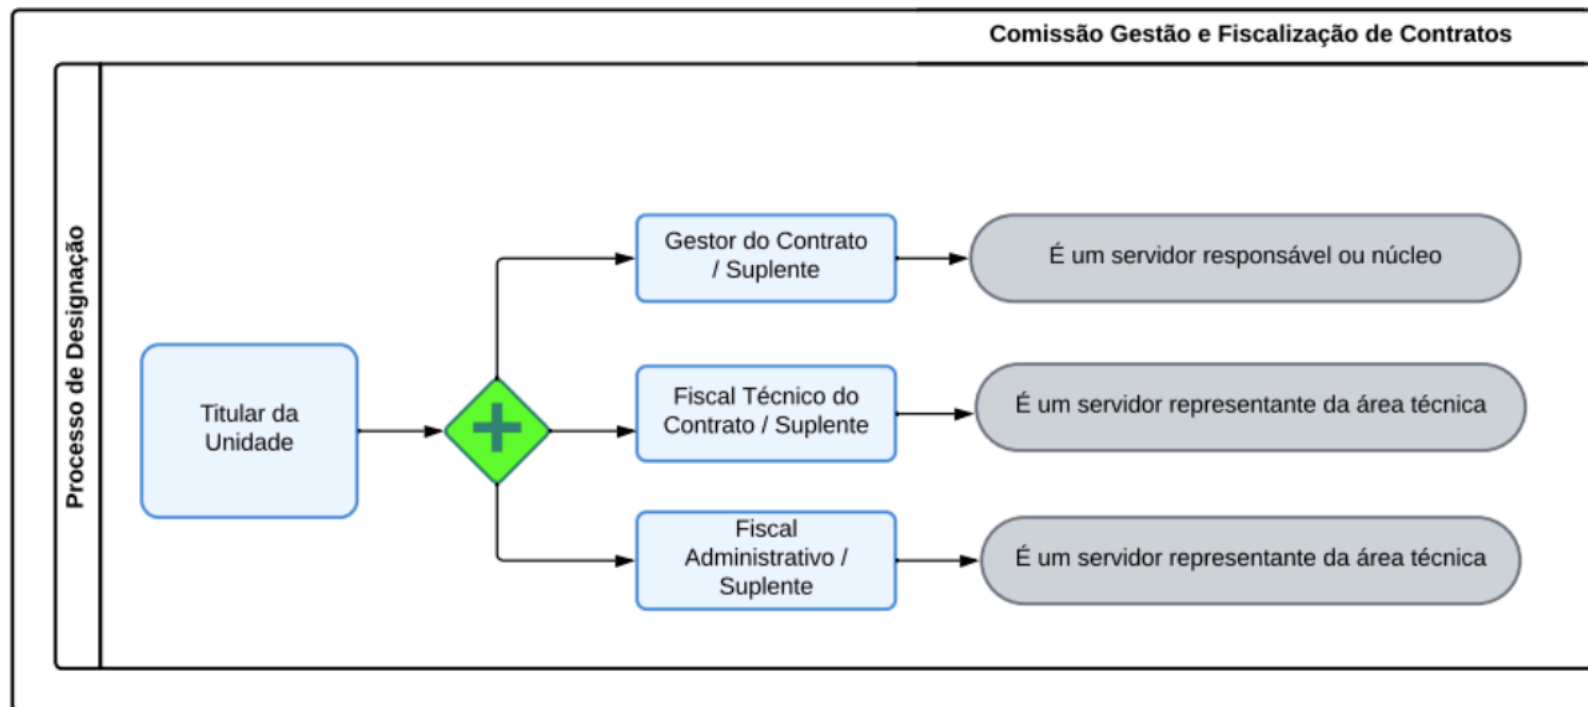 Comissão Gestão e Fiscalização de Contratos
Processo de Designação
Titular da
Unidade
Gestor do Contrato
/ Suplente
É um servidor responsável ou núcleo
Fiscal Técnico do
Contrato / Suplente
É um servidor representante da área técnica
Fiscal
Administrativo /
Suplente
É um servidor representante da área técnica